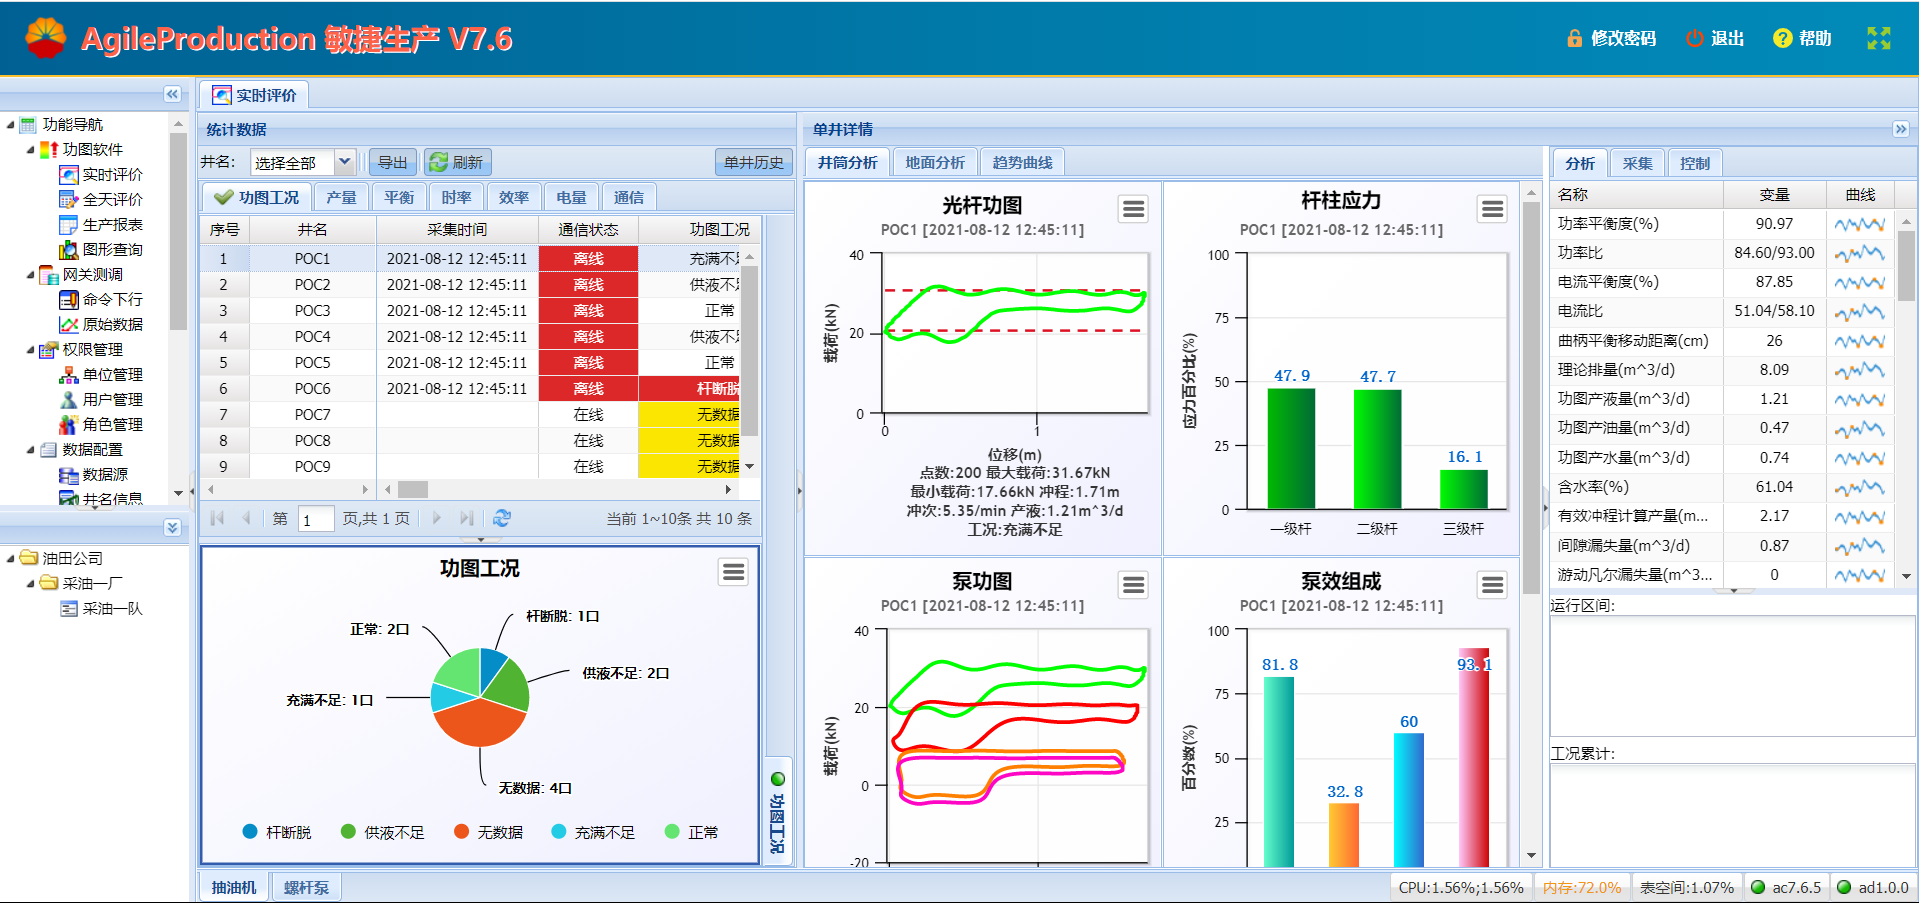 AgileProduction 敏捷生产 V7.6
修改密码 退出 帮助
功能导航
功图软件
实时评价
全天评价
生产报表
图形查询
网关测调
命令下行
原始数据
权限管理
单位管理
用户管理
角色管理
数据配置
数据源
井名信息
油田公司
采油一厂
采油一队
实时评价
统计数据
井名: 选择全部 导出 刷新 单井历史
功图工况 产量 平衡 时率 效率 电量 通信
序号 井名 采集时间 通信状态 功图工况
1 POC1 2021-08-12 12:45:11 离线 充满不
2 POC2 2021-08-12 12:45:11 离线 供液不
3 POC3 2021-08-12 12:45:11 离线 正常
4 POC4 2021-08-12 12:45:11 离线 供液不
5 POC5 2021-08-12 12:45:11 离线 正常
6 POC6 2021-08-12 12:45:11 离线 杆断脱
7 POC7 在线 无数据
8 POC8 在线 无数据
9 POC9 在线 无数据
第 1 页,共 1 页 当前 1~10条 共 10 条
功图工况
杆断脱: 1口
正常: 2口
供液不足: 2口
充满不足: 1口
无数据: 4口
杆断脱 供液不足 无数据 充满不足 正常
功图工况
抽油机 螺杆泵
单井详情
井筒分析 地面分析 趋势曲线
光杆功图
POC1 [2021-08-12 12:45:11]
载荷(kN)
40
20
0
0 1
位移(m)
点数:200 最大载荷:31.67kN
最小载荷:17.66kN 冲程:1.71m
冲次:5.35/min 产液:1.21m^3/d
工况:充满不足
杆柱应力
POC1 [2021-08-12 12:45:11]
应力百分比(%)
100
75
50
25
0
47.9 47.7 16.1
一级杆 二级杆 三级杆
泵功图
POC1 [2021-08-12 12:45:11]
载荷(kN)
40
20
0
-20
泵效组成
POC1 [2021-08-12 12:45:11]
百分数(%)
100
75
50
25
81.8 32.8 60 93.1
分析 采集 控制
名称 变量 曲线
功率平衡度(%) 90.97
功率比 84.60/93.00
电流平衡度(%) 87.85
电流比 51.04/58.10
曲柄平衡移动距离(cm) 26
理论排量(m^3/d) 8.09
功图产液量(m^3/d) 1.21
功图产油量(m^3/d) 0.47
功图产水量(m^3/d) 0.74
含水率(%) 61.04
有效冲程计算产量(m... 2.17
间隙漏失量(m^3/d) 0.87
游动凡尔漏失量(m^3... 0
运行区间:
工况累计:
CPU:1.56%;1.56% 内存:72.0% 表空间:1.07% ac7.6.5 ad1.0.0